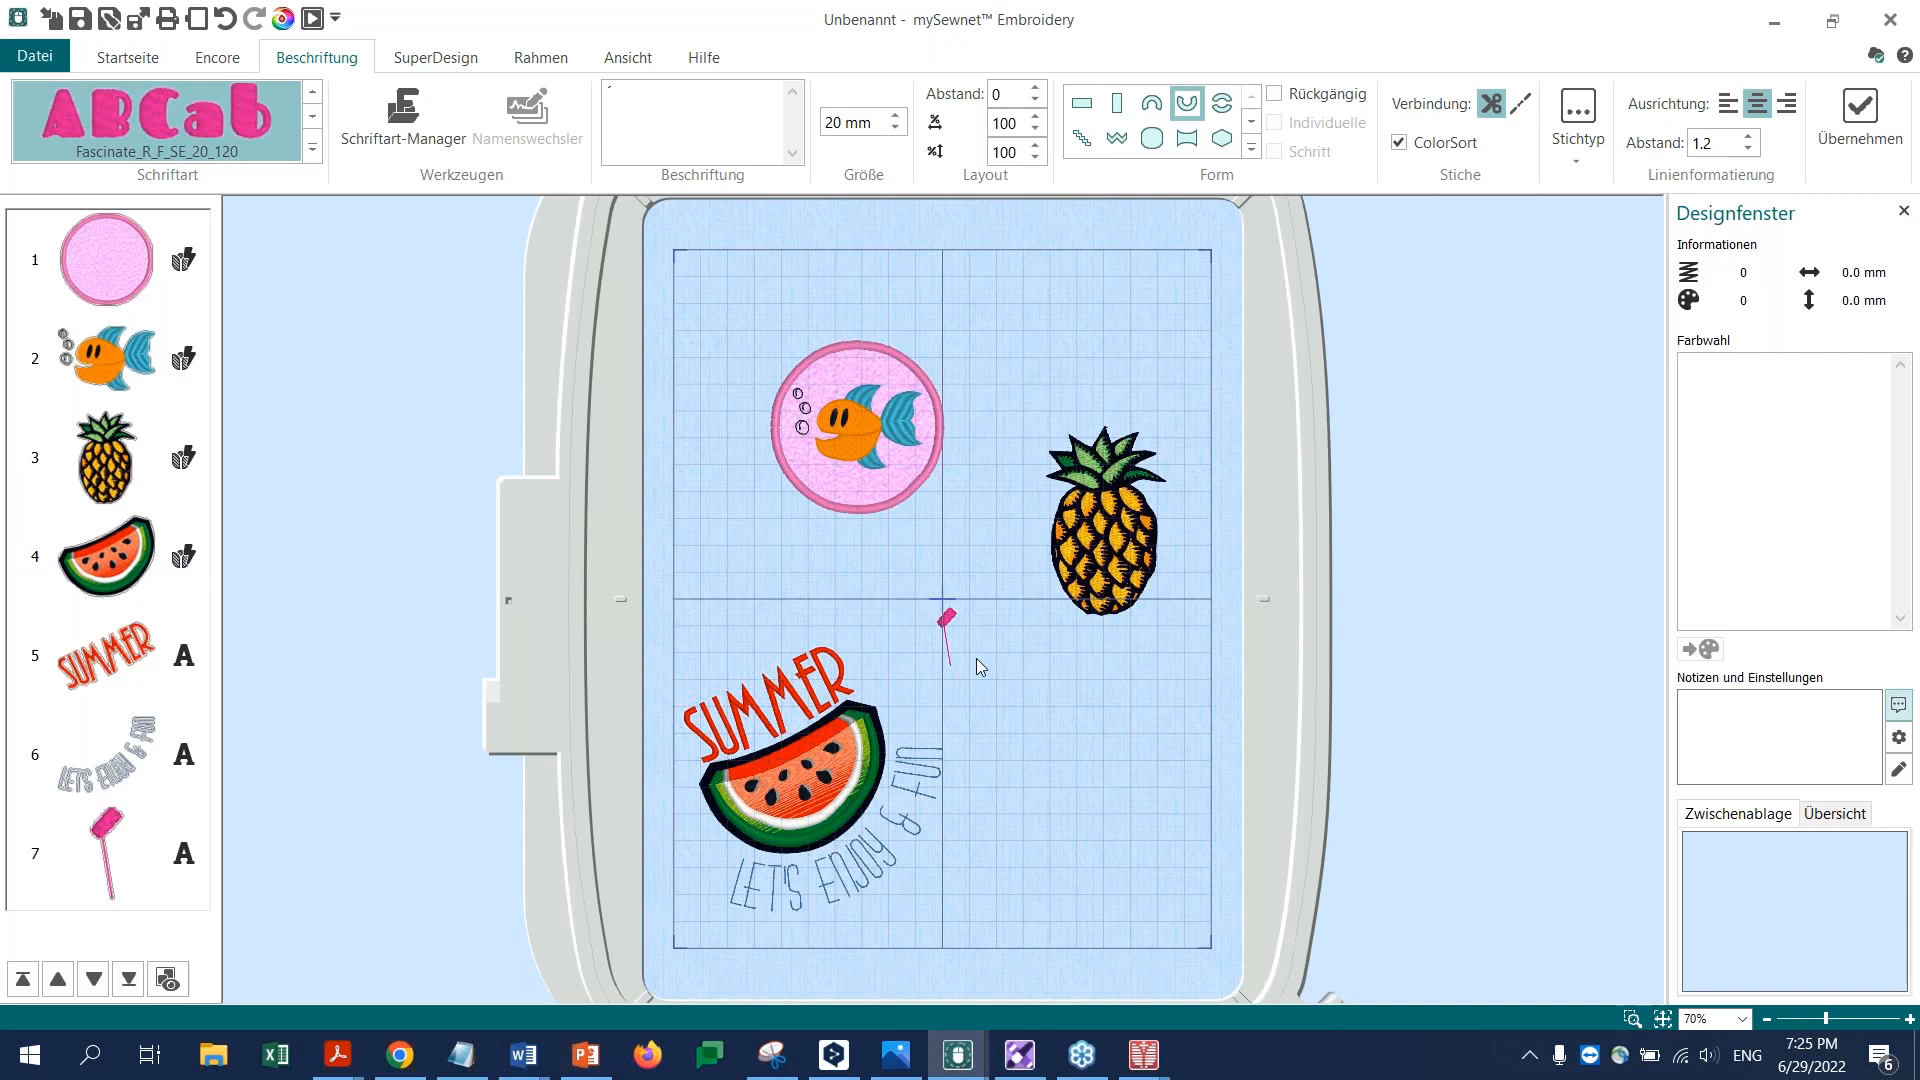 Unbenannt - mySewnet™ Embroidery
Datei Startseite Encore Beschriftung SuperDesign Rahmen Ansicht Hilfe
ABCab
Fascinate_R_F_SE_20_120
Schriftart
Schriftart-Manager Namenswechsler
Werkzeugen
Beschriftung
20 mm
Größe
Abstand: 0
100
100
Layout
Form
Rückgängig
Individuelle
Schritt
Verbindung:
ColorSort
Stiche
Stichtyp
Ausrichtung:
Abstand: 1.2
Linienformatierung
Übernehmen
1
2
3
4
5 SUMMER A
6 LET'S ENJOY & FUN A
7 A
SUMMER
LET'S ENJOY & FUN
Designfenster
Informationen
0 0.0 mm
0 0.0 mm
Farbwahl
Notizen und Einstellungen
Zwischenablage Übersicht
70%
ENG
7:25 PM
6/29/2022
6